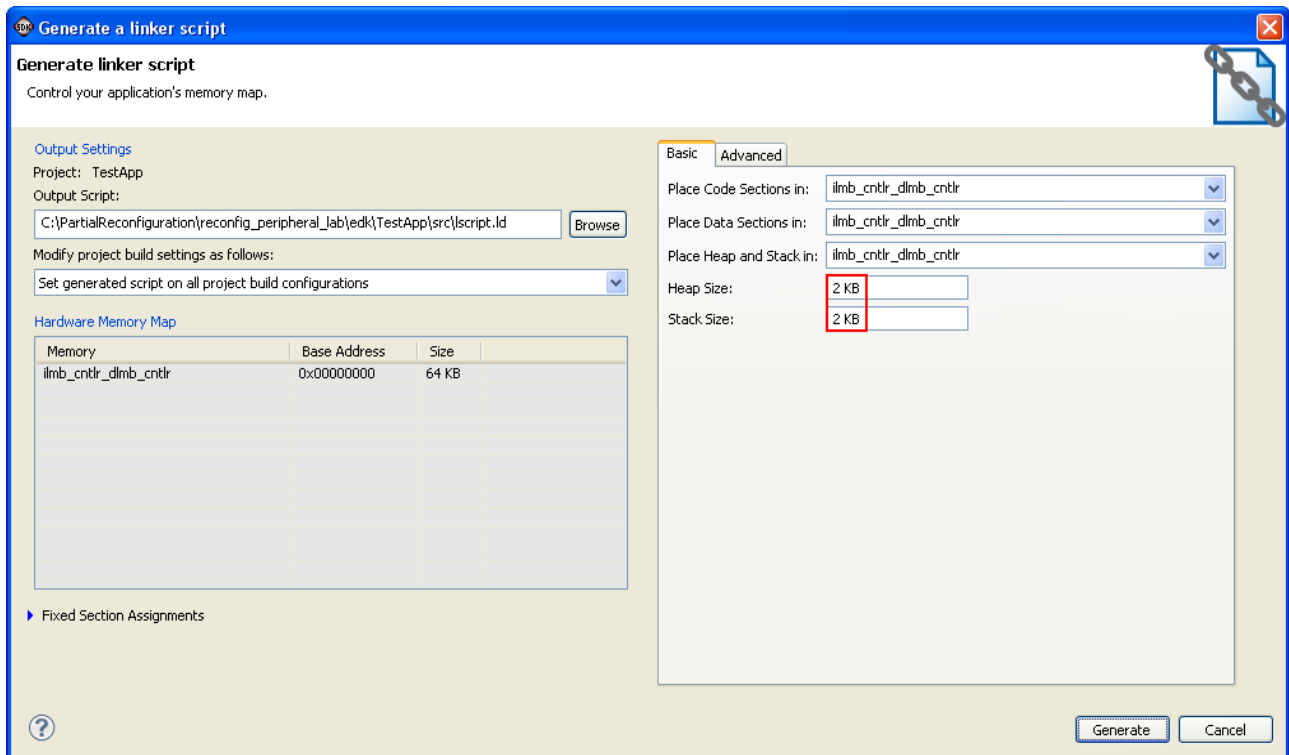 SDK Generate a linker script
Generate linker script
Control your application's memory map.
Output Settings
Project: TestApp
Output Script:
C:\PartialReconfiguration\reconfig_peripheral_lab\edk\TestApp\src\lscript.ld Browse
Modify project build settings as follows:
Set generated script on all project build configurations
Hardware Memory Map
Memory Base Address Size
ilmb_cntlr_dlmb_cntlr 0x00000000 64 KB
Fixed Section Assignments
Basic Advanced
Place Code Sections in: ilmb_cntlr_dlmb_cntlr
Place Data Sections in: ilmb_cntlr_dlmb_cntlr
Place Heap and Stack in: ilmb_cntlr_dlmb_cntlr
Heap Size: 2 KB
Stack Size: 2 KB
? Generate Cancel